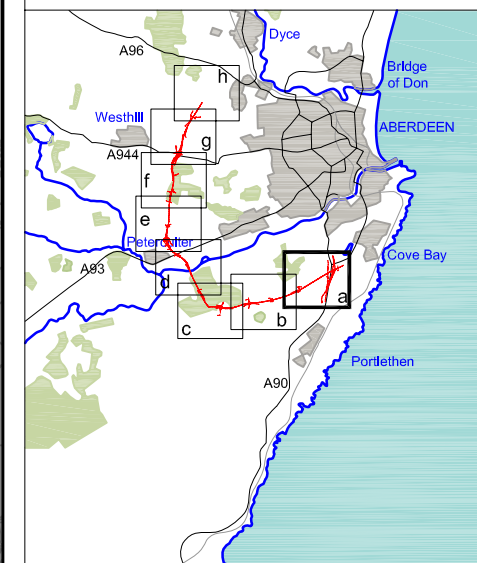 Dyce
A96
Bridge
of Don
h
Westhill
ABERDEEN
g
A944
f
e
Peterculter
Cove Bay
A93
d
a
c
b
Portlethen
A90